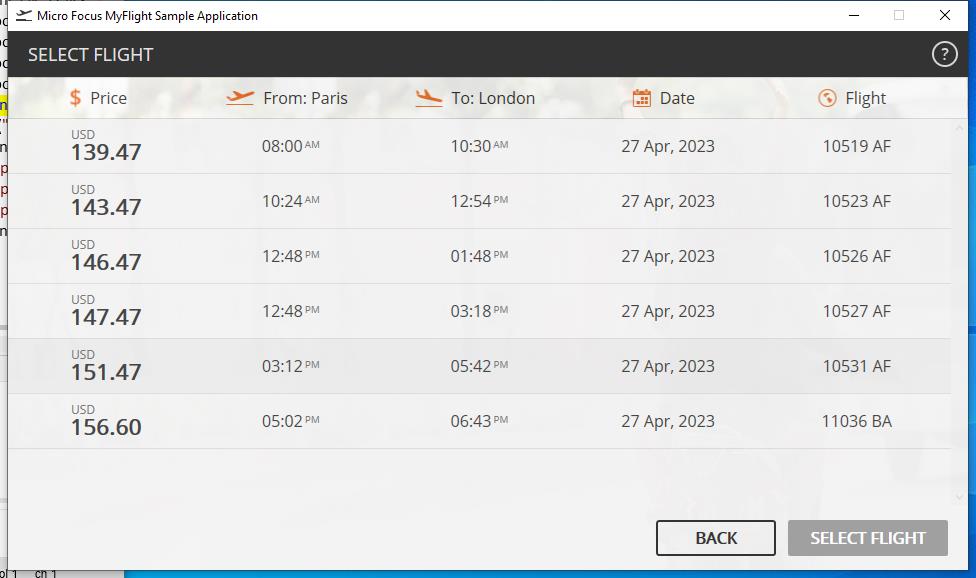 Micro Focus MyFlight Sample Application
SELECT FLIGHT ?
$ Price From: Paris To: London Date Flight
USD
139.47 08:00 AM 10:30 AM 27 Apr, 2023 10519 AF
USD
143.47 10:24 AM 12:54 PM 27 Apr, 2023 10523 AF
USD
146.47 12:48 PM 01:48 PM 27 Apr, 2023 10526 AF
USD
147.47 12:48 PM 03:18 PM 27 Apr, 2023 10527 AF
USD
151.47 03:12 PM 05:42 PM 27 Apr, 2023 10531 AF
USD
156.60 05:02 PM 06:43 PM 27 Apr, 2023 11036 BA
BACK SELECT FLIGHT
ch 1